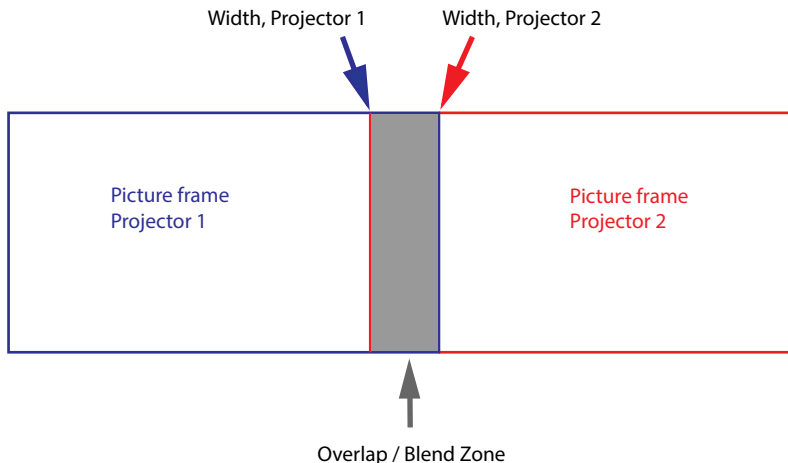 Width, Projector 1
Width, Projector 2
Picture frame
Projector 1
Picture frame
Projector 2
Overlap / Blend Zone